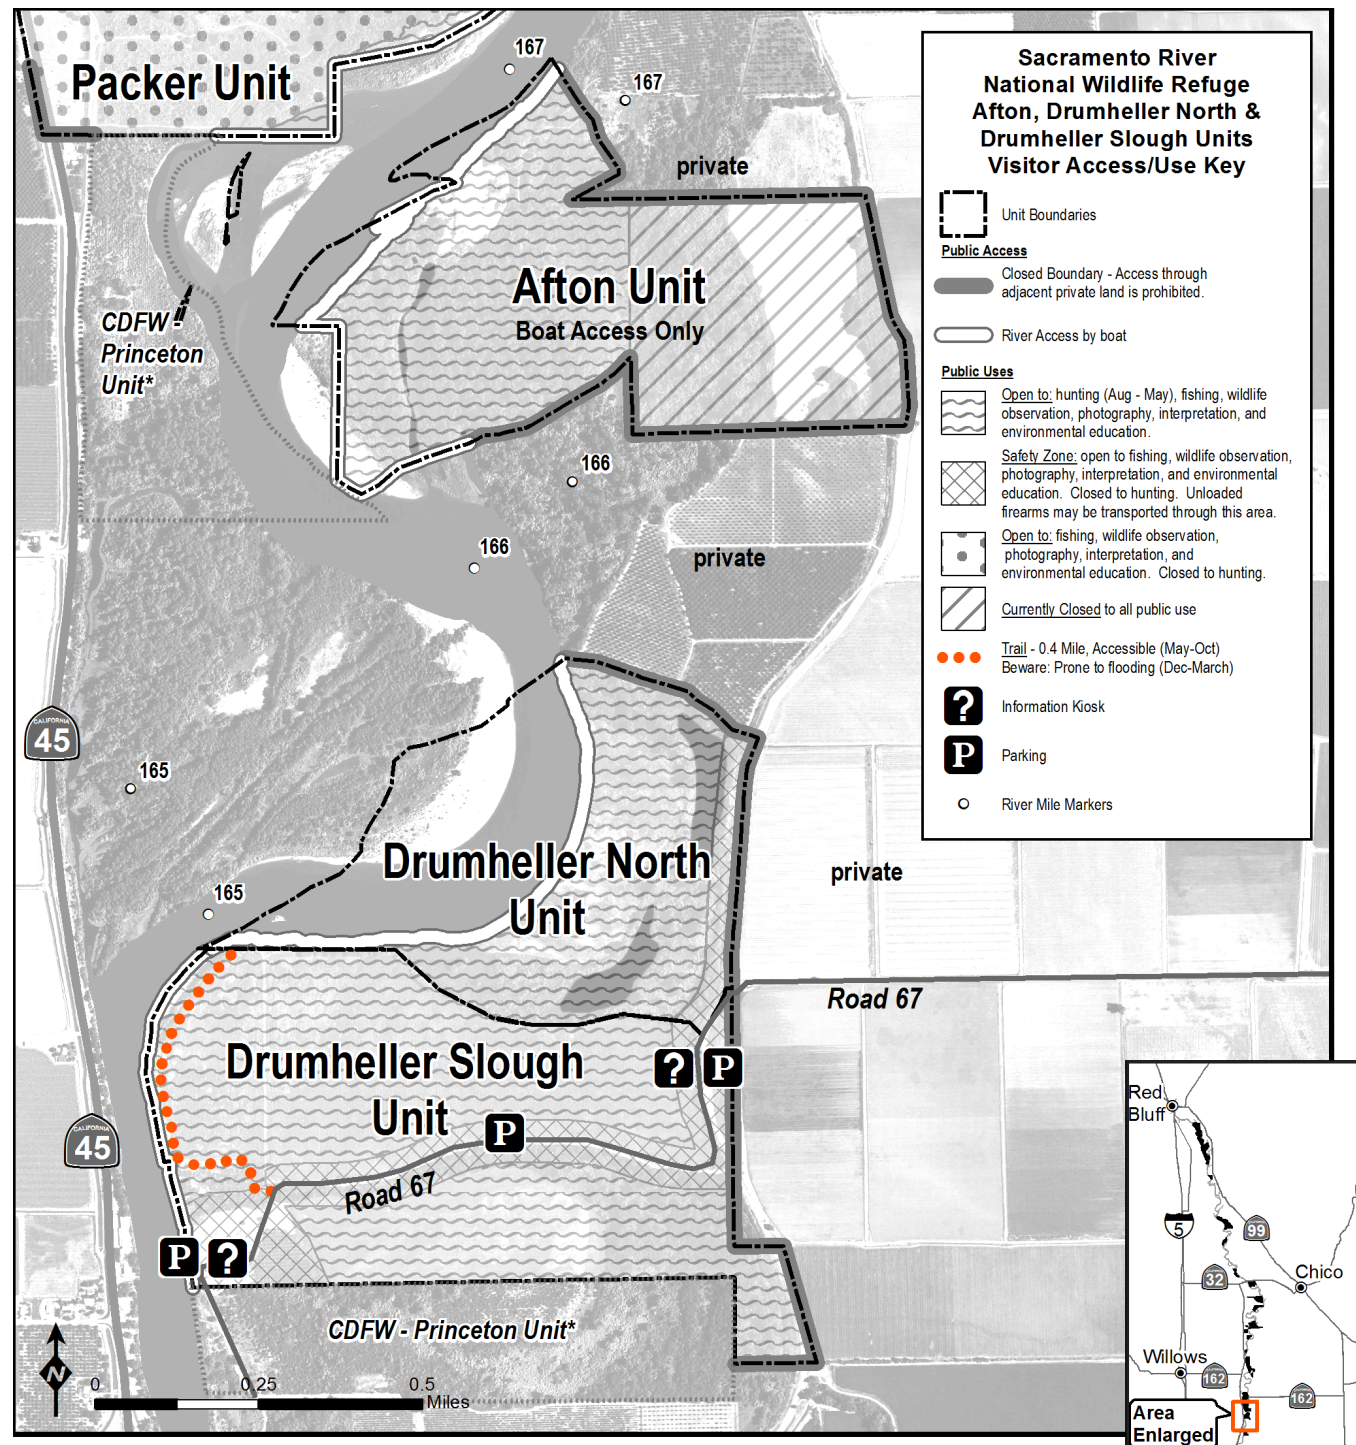 167
Packer Unit
167
private
Afton Unit
Boat Access Only
CDFW -
Princeton
Unit*
166
166
private
CALIFORNIA
45
165
Drumheller North
Unit
private
165
Road 67
Drumheller Slough
Unit
?
P
P
CALIFORNIA
45
Road 67
P
?
CDFW - Princeton Unit*
N
0
0.25
0.5
Miles
Sacramento River
National Wildlife Refuge
Afton, Drumheller North &
Drumheller Slough Units
Visitor Access/Use Key
Unit Boundaries
Public Access
Closed Boundary - Access through
adjacent private land is prohibited.
River Access by boat
Public Uses
Open to: hunting (Aug - May), fishing, wildlife
observation, photography, interpretation, and
environmental education.
Safety Zone: open to fishing, wildlife observation,
photography, interpretation, and environmental
education. Closed to hunting. Unloaded
firearms may be transported through this area.
Open to: fishing, wildlife observation,
photography, interpretation, and
environmental education. Closed to hunting.
Currently Closed to all public use
Trail - 0.4 Mile, Accessible (May-Oct)
Beware: Prone to flooding (Dec-March)
?
Information Kiosk
P
Parking
River Mile Markers
Red
Bluff
5
99
32
Chico
Willows
162
162
Area
Enlarged